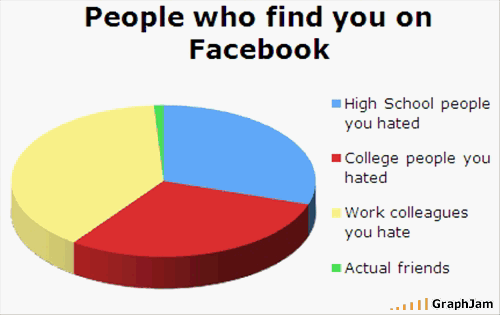 People who find you on
Facebook
High School people
you hated
College people you
hated
Work colleagues
you hate
Actual friends
GraphJam